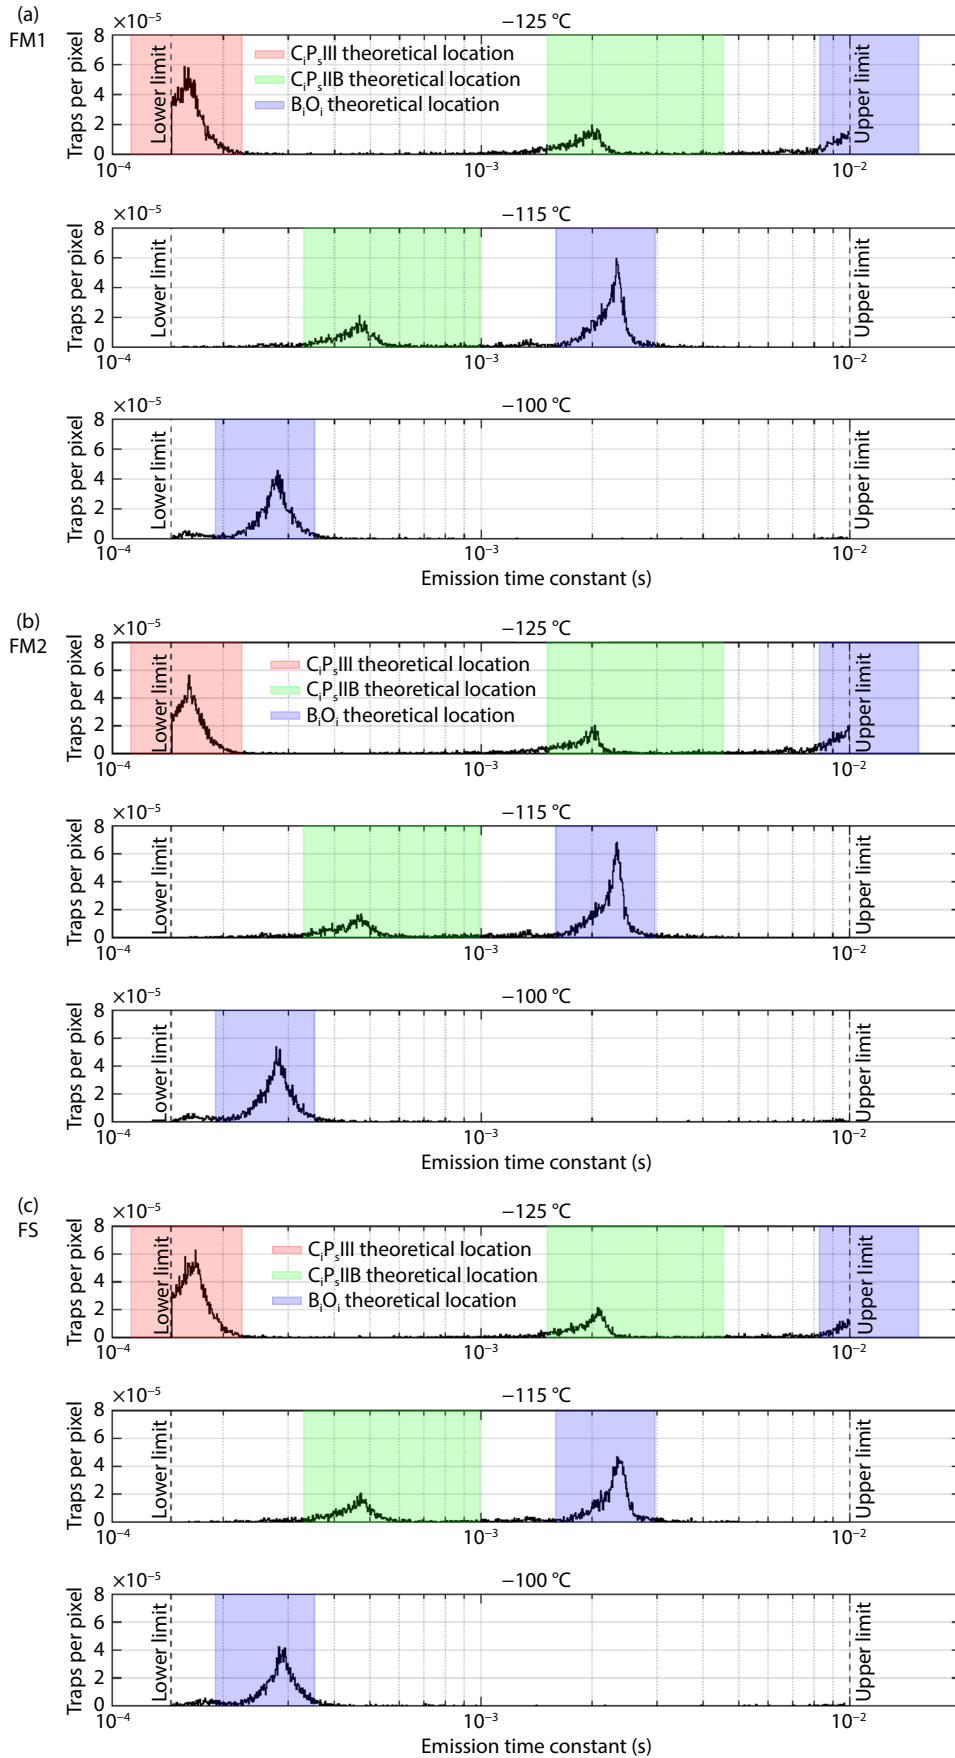 (a)
FM1
×10⁻⁵
−125 °C
Traps per pixel
8
6
4
2
0
Lower limit
CᵢPₛIII theoretical location
CᵢPₛIIB theoretical location
BᵢOᵢ theoretical location
Upper limit
10⁻⁴
10⁻³
10⁻²
×10⁻⁵
−115 °C
Traps per pixel
8
6
4
2
0
Lower limit
Upper limit
10⁻⁴
10⁻³
10⁻²
×10⁻⁵
−100 °C
Traps per pixel
8
6
4
2
0
Lower limit
Upper limit
10⁻⁴
10⁻³
10⁻²
Emission time constant (s)
(b)
FM2
×10⁻⁵
−125 °C
Traps per pixel
8
6
4
2
0
Lower limit
CᵢPₛIII theoretical location
CᵢPₛIIB theoretical location
BᵢOᵢ theoretical location
Upper limit
10⁻⁴
10⁻³
10⁻²
×10⁻⁵
−115 °C
Traps per pixel
8
6
4
2
0
Lower limit
Upper limit
10⁻⁴
10⁻³
10⁻²
×10⁻⁵
−100 °C
Traps per pixel
8
6
4
2
0
Lower limit
Upper limit
10⁻⁴
10⁻³
10⁻²
Emission time constant (s)
(c)
FS
×10⁻⁵
−125 °C
Traps per pixel
8
6
4
2
0
Lower limit
CᵢPₛIII theoretical location
CᵢPₛIIB theoretical location
BᵢOᵢ theoretical location
Upper limit
10⁻⁴
10⁻³
10⁻²
×10⁻⁵
−115 °C
Traps per pixel
8
6
4
2
0
Lower limit
Upper limit
10⁻⁴
10⁻³
10⁻²
×10⁻⁵
−100 °C
Traps per pixel
8
6
4
2
0
Lower limit
Upper limit
10⁻⁴
10⁻³
10⁻²
Emission time constant (s)